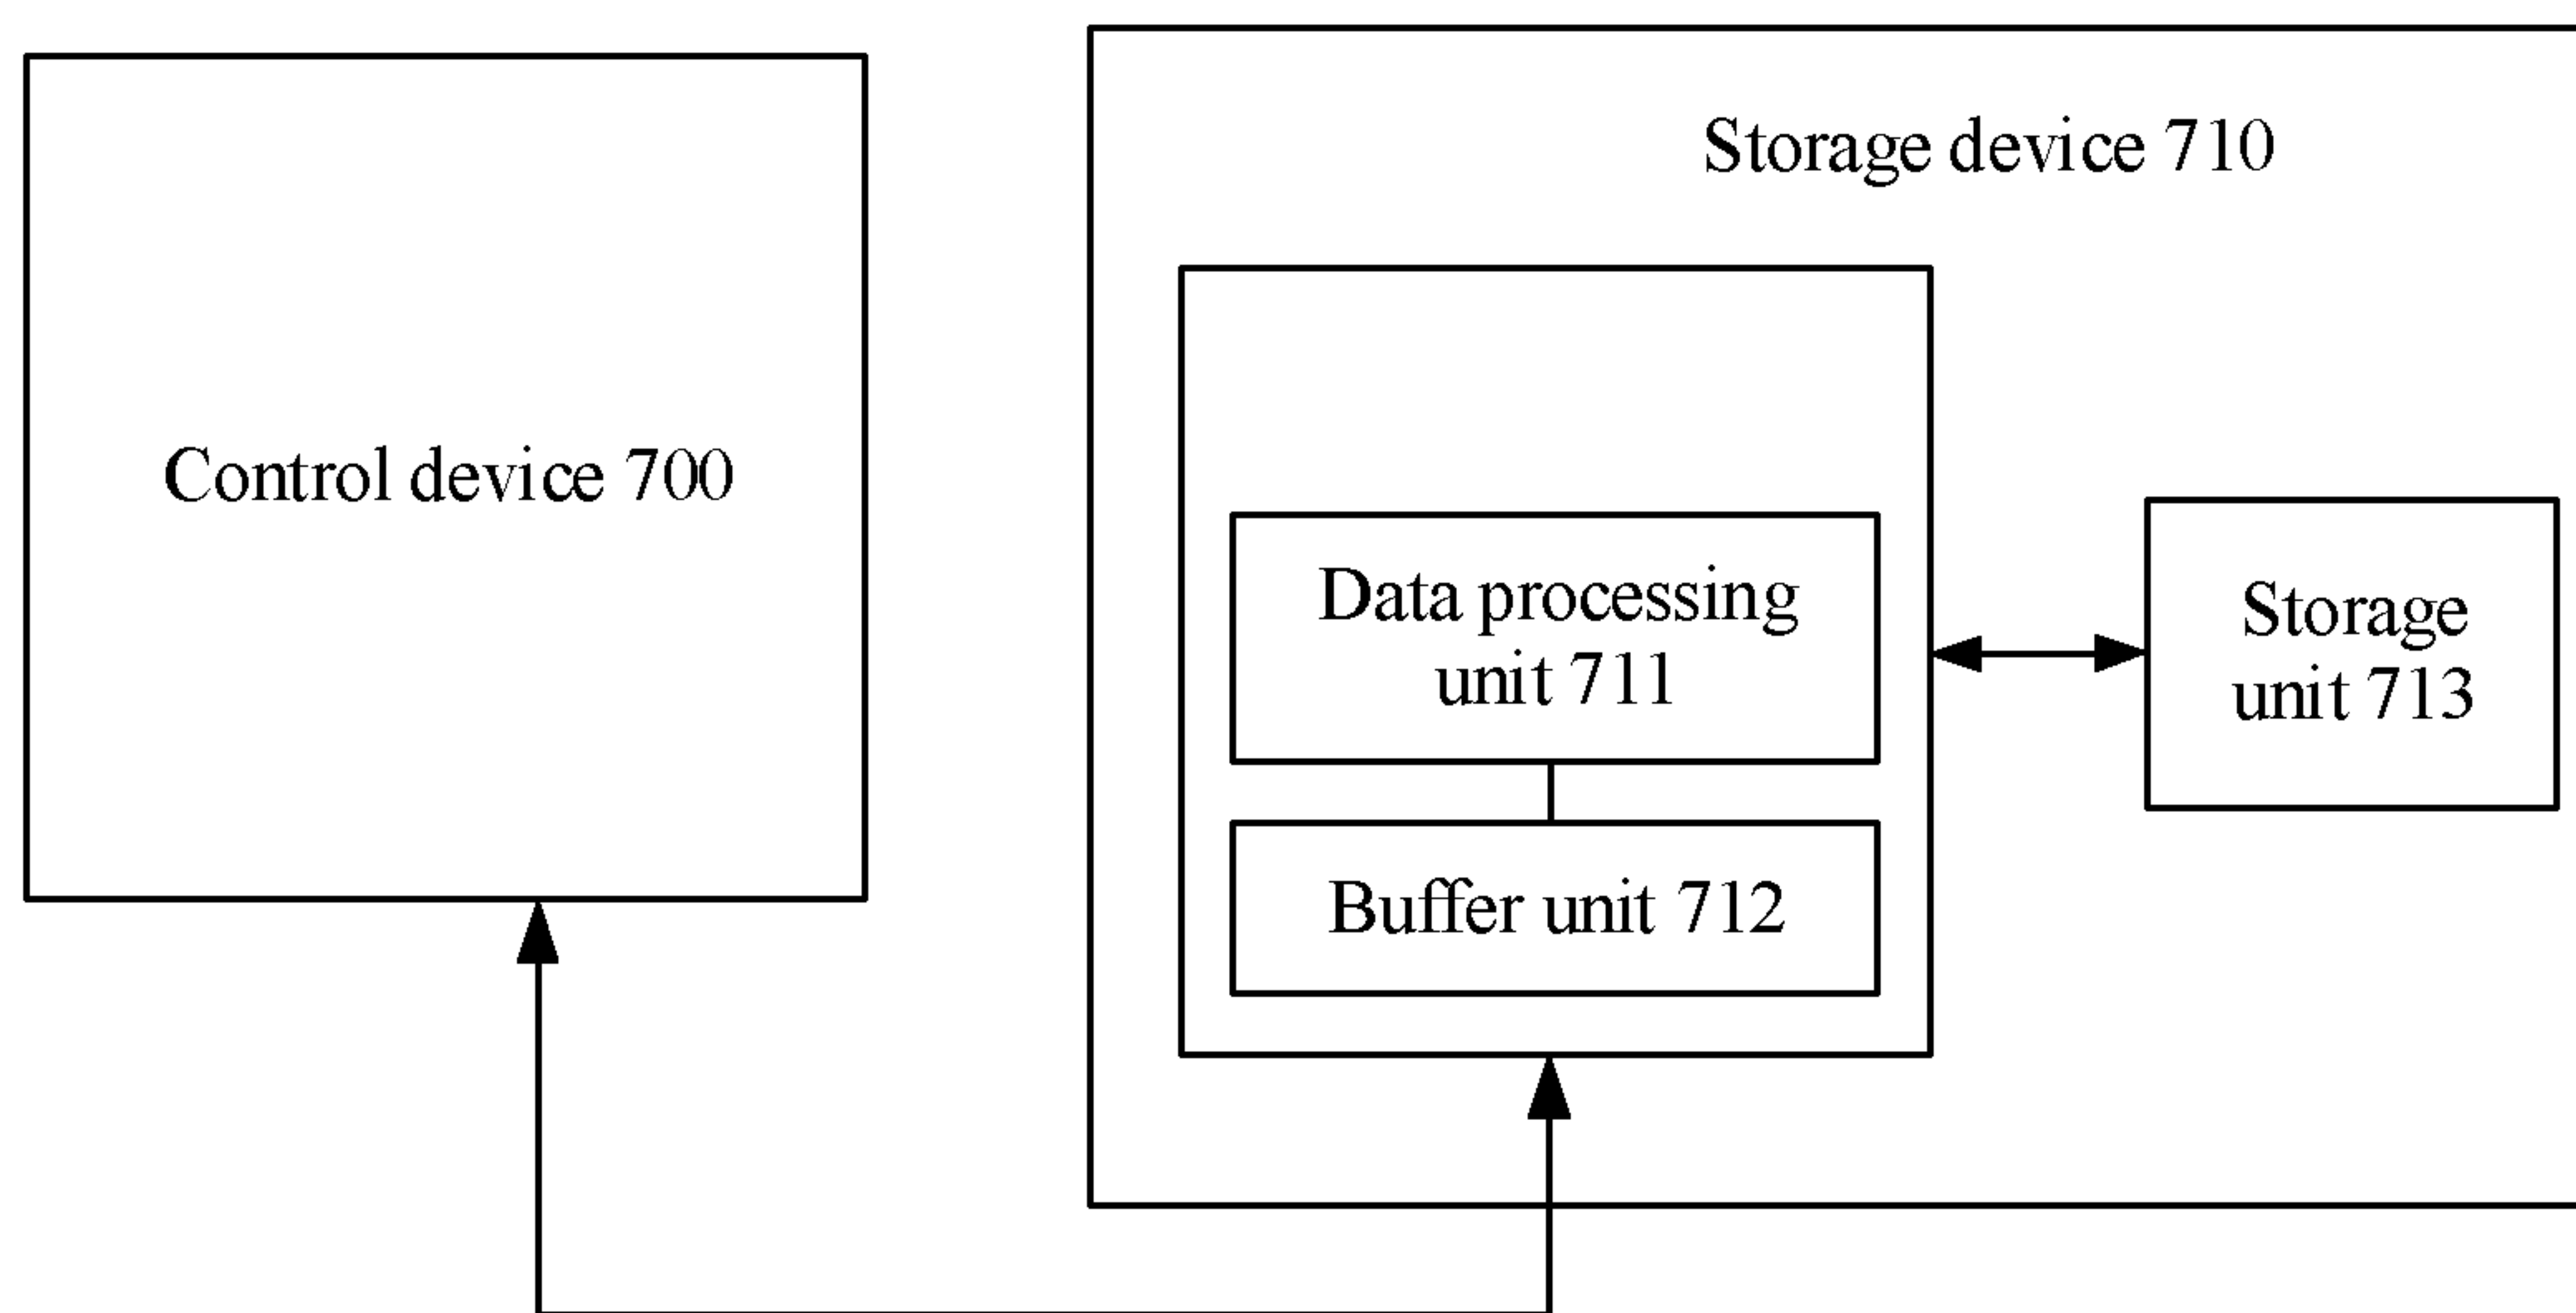 Storage device 710
Control device 700
Data processing
unit 711
Storage
unit 713
Buffer unit 712